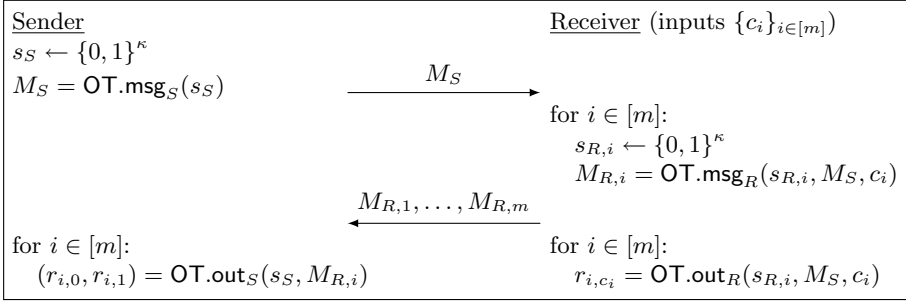 Sender
s_S ← {0, 1}^κ
M_S = OT.msg_S(s_S)
M_S
Receiver (inputs {c_i}_{i∈[m]})
for i ∈ [m]:
s_{R,i} ← {0, 1}^κ
M_{R,i} = OT.msg_R(s_{R,i}, M_S, c_i)
M_{R,1}, . . . , M_{R,m}
for i ∈ [m]:
(r_{i,0}, r_{i,1}) = OT.out_S(s_S, M_{R,i})
for i ∈ [m]:
r_{i,c_i} = OT.out_R(s_{R,i}, M_S, c_i)